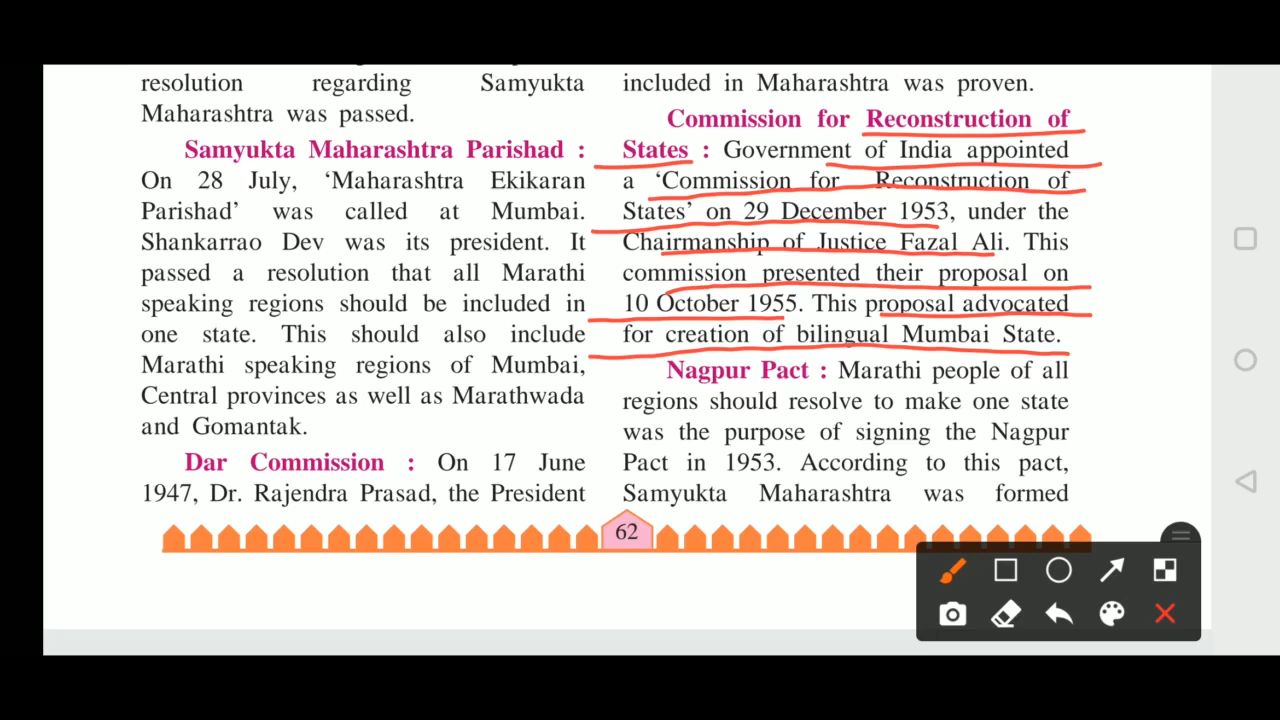 resolution regarding Samyukta
Maharashtra was passed.
Samyukta Maharashtra Parishad :
On 28 July, ‘Maharashtra Ekikaran
Parishad’ was called at Mumbai.
Shankarrao Dev was its president. It
passed a resolution that all Marathi
speaking regions should be included in
one state. This should also include
Marathi speaking regions of Mumbai,
Central provinces as well as Marathwada
and Gomantak.
Dar Commission : On 17 June
1947, Dr. Rajendra Prasad, the President
included in Maharashtra was proven.
Commission for Reconstruction of
States : Government of India appointed
a ‘Commission for Reconstruction of
States’ on 29 December 1953, under the
Chairmanship of Justice Fazal Ali. This
commission presented their proposal on
10 October 1955. This proposal advocated
for creation of bilingual Mumbai State.
Nagpur Pact : Marathi people of all
regions should resolve to make one state
was the purpose of signing the Nagpur
Pact in 1953. According to this pact,
Samyukta Maharashtra was formed
62